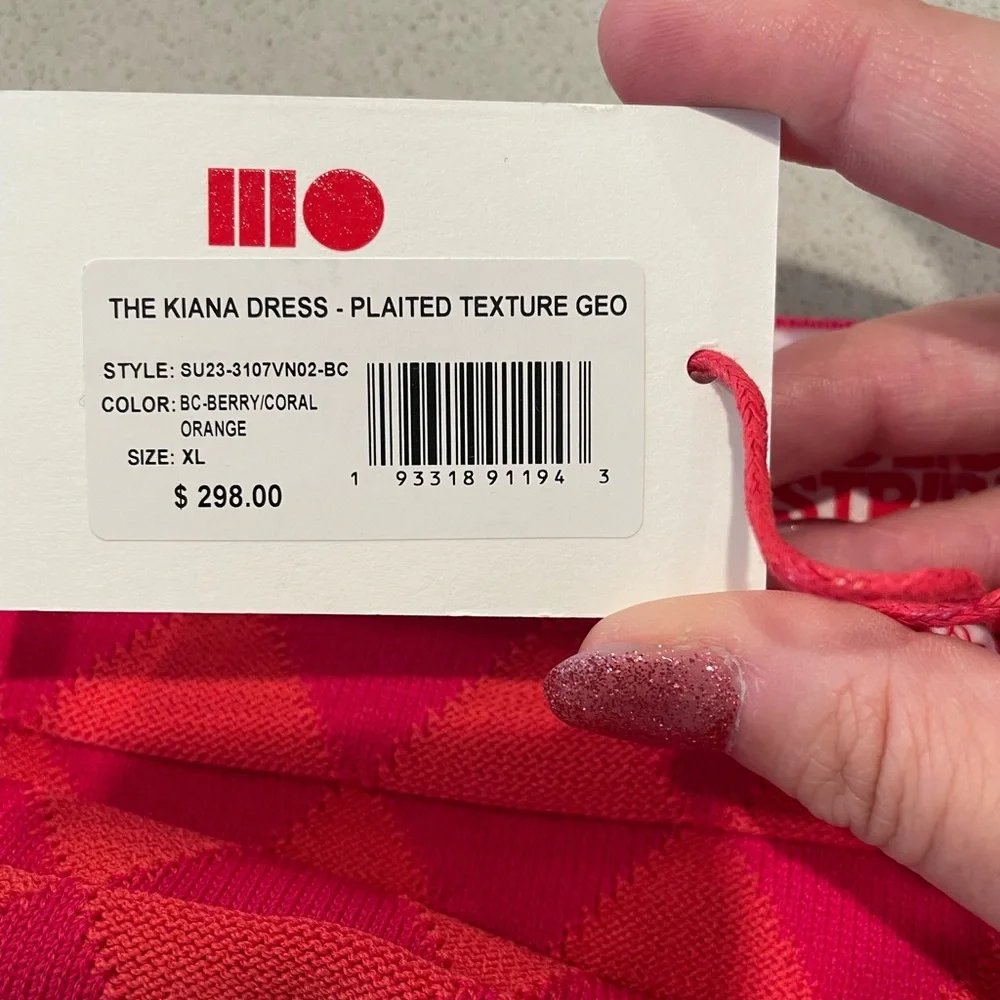 THE KIANA DRESS - PLAITED TEXTURE GEO
STYLE: SU23-3107VN02-BC
COLOR: BC-BERRY/CORAL
ORANGE
SIZE: XL
$ 298.00
1 93318 91194 3